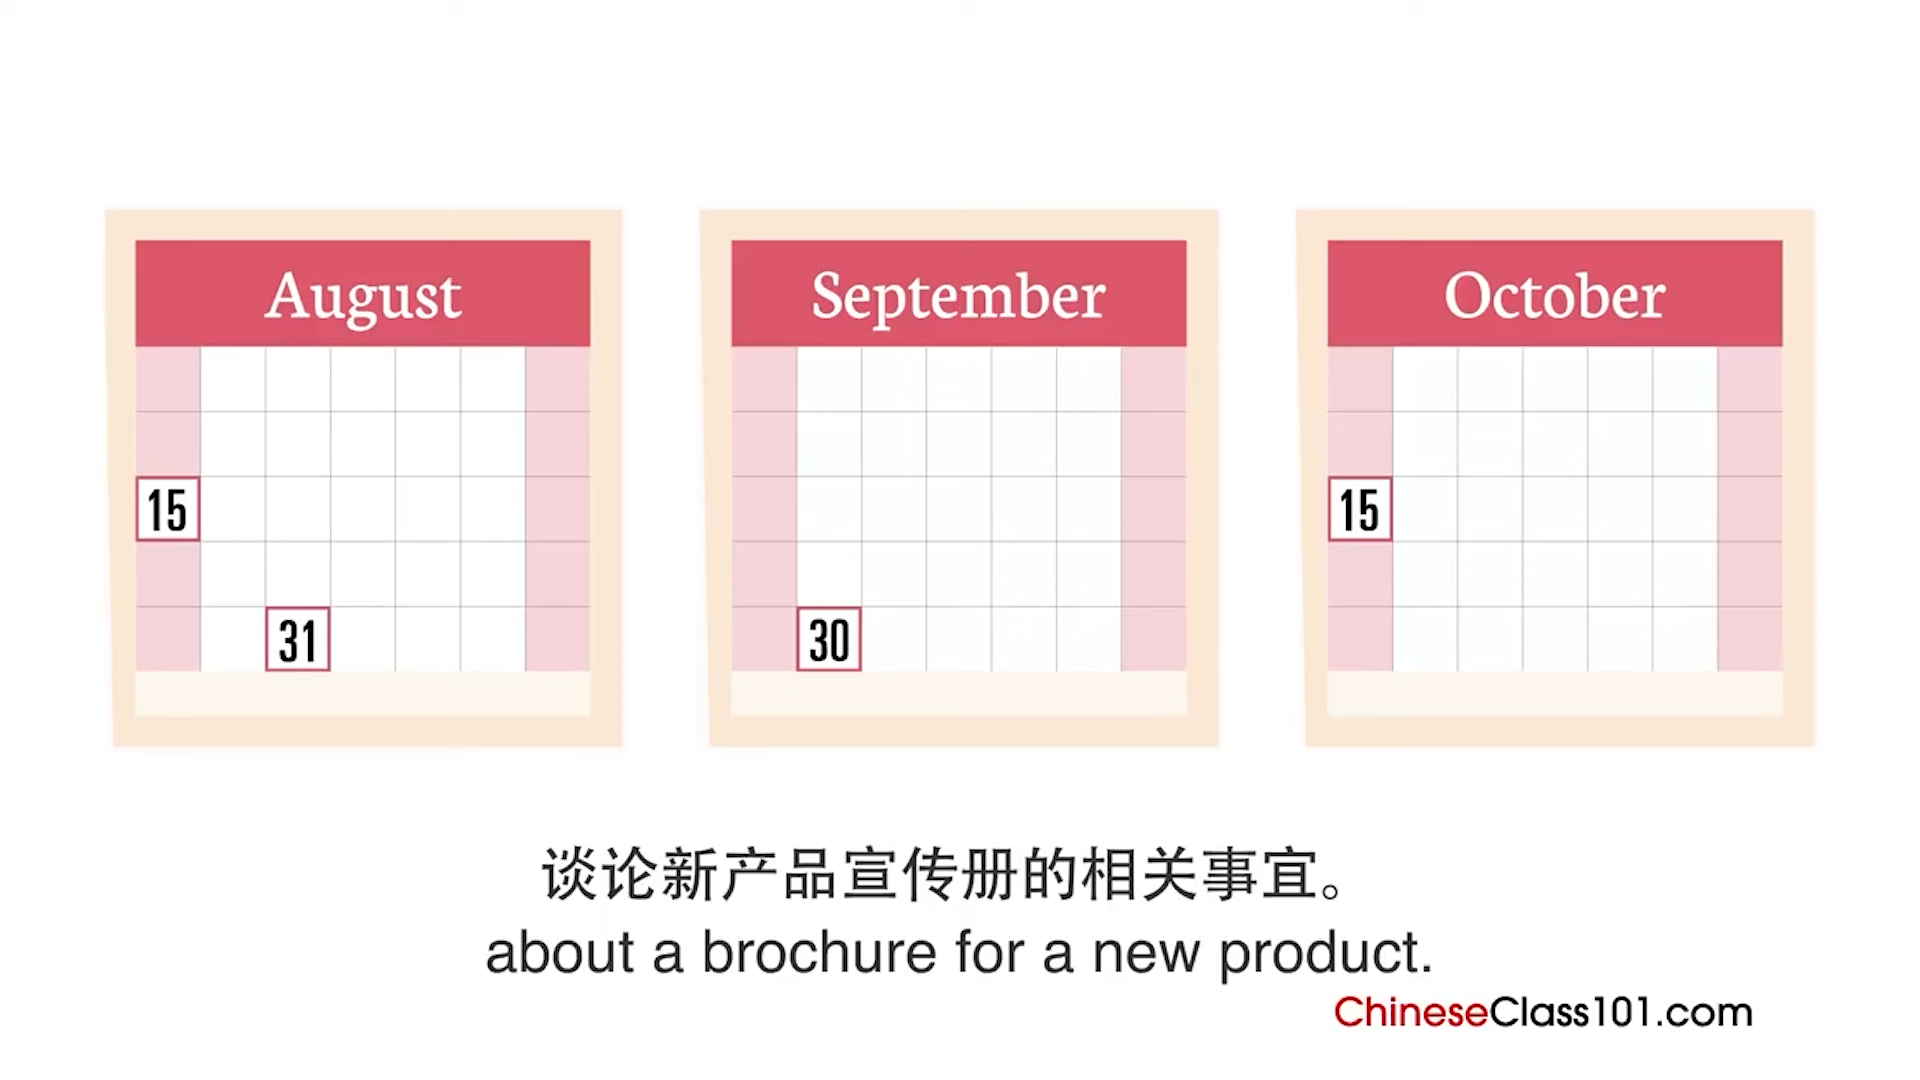 August
September
October
15
15
31
30
谈论新产品宣传册的相关事宜。
about a brochure for a new product.
ChineseClass101.com